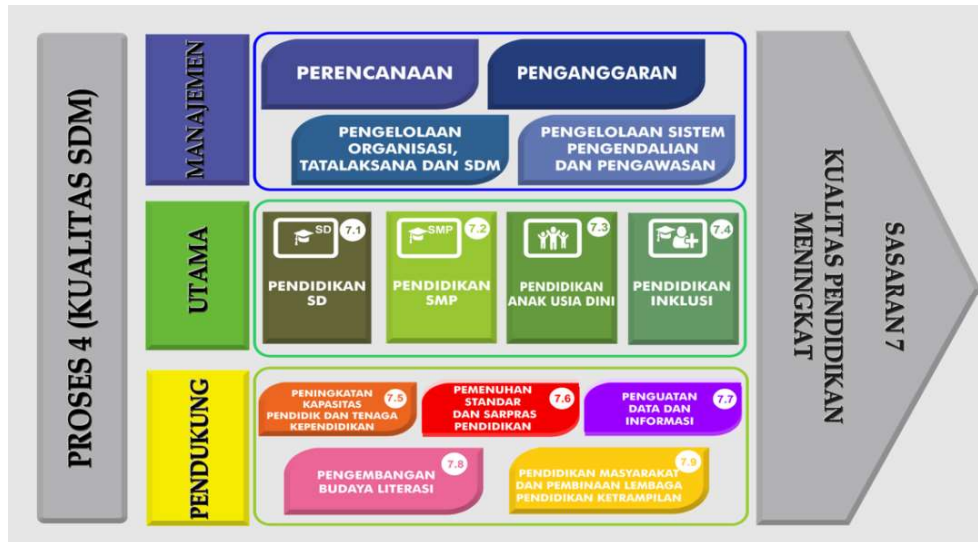 PROSES 4 (KUALITAS SDM)
MANAJEMEN
PERENCANAAN
PENGANGGARAN
PENGELOLAAN
ORGANISASI,
TATALAKSANA DAN SDM
PENGELOLAAN SISTEM
PENGENDALIAN
DAN PENGAWASAN
UTAMA
SD
7.1
PENDIDIKAN
SD
SMP
7.2
PENDIDIKAN
SMP
7.3
PENDIDIKAN
ANAK USIA DINI
7.4
PENDIDIKAN
INKLUSI
PENDUKUNG
PENINGKATAN
KAPASITAS
PENDIDIK DAN TENAGA
KEPENDIDIKAN
7.5
PEMENUHAN
STANDAR
DAN SARPRAS
PENDIDIKAN
7.6
PENGUATAN
DATA DAN
INFORMASI
7.7
PENGEMBANGAN
BUDAYA LITERASI
7.8
PENDIDIKAN MASYARAKAT
DAN PEMBINAAN LEMBAGA
PENDIDIKAN KETRAMPILAN
7.9
SASARAN 7
KUALITAS PENDIDIKAN
MENINGKAT